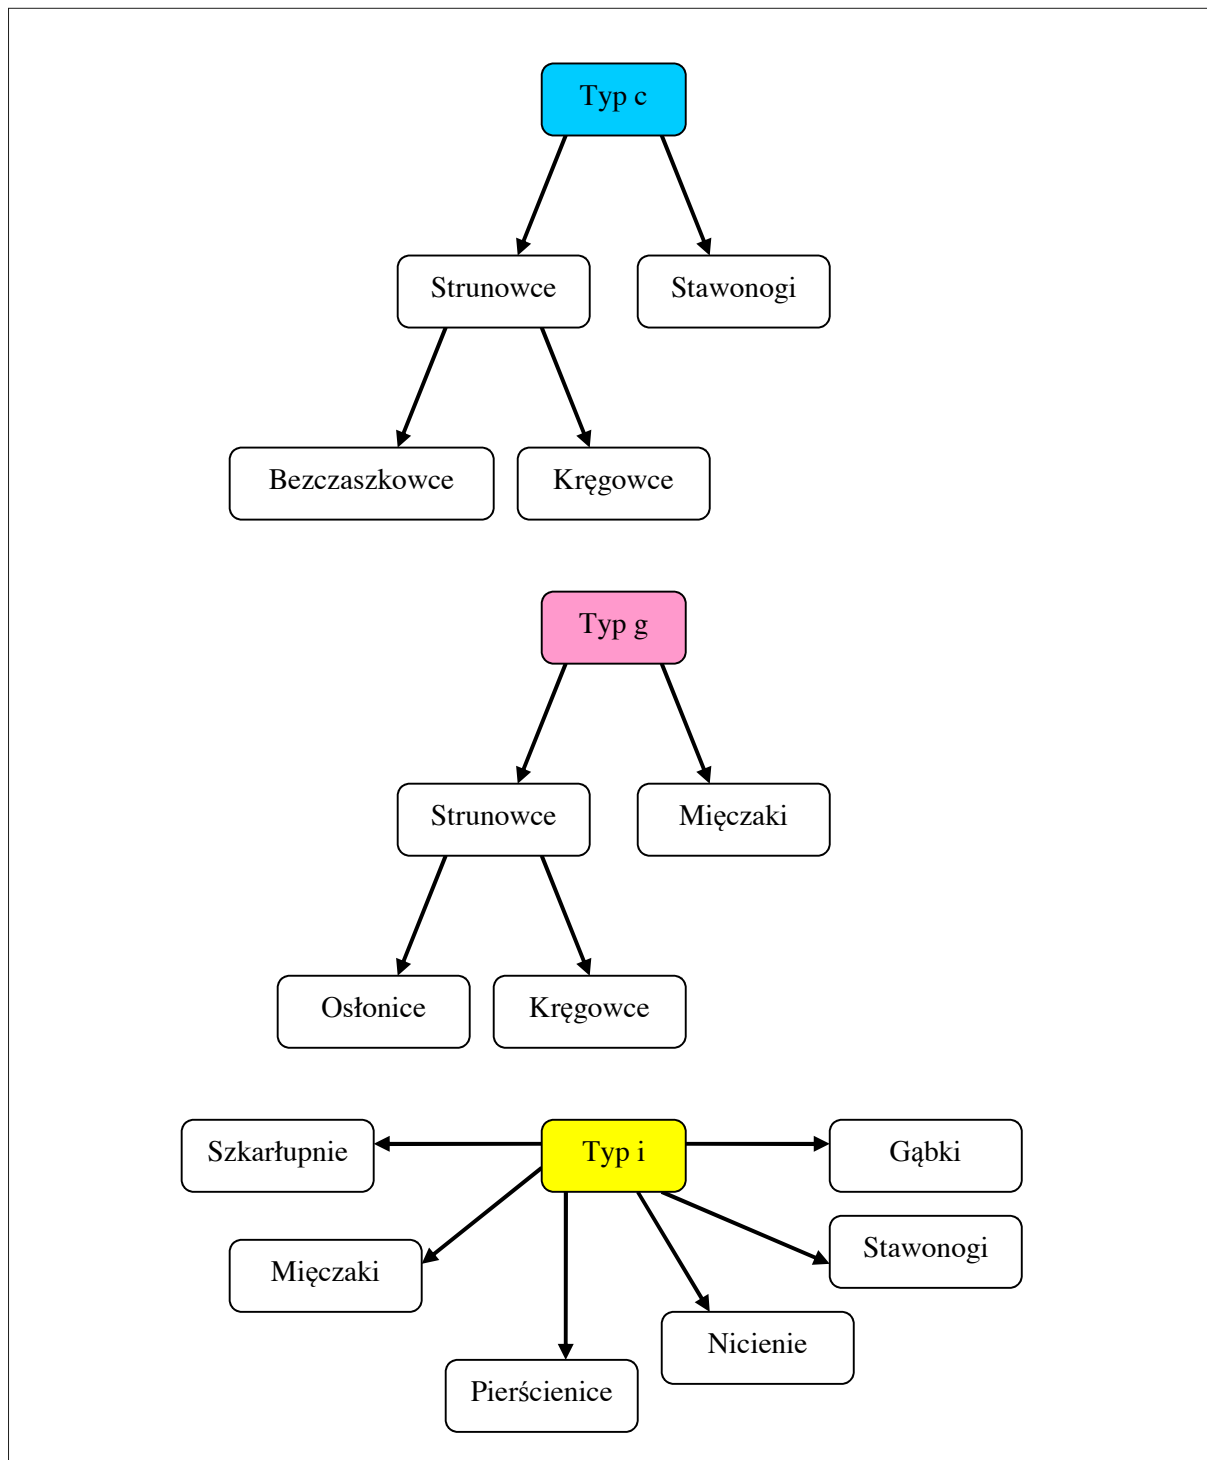 Typ c
Strunowce
Stawonogi
Bezczaszkowce
Kręgowce
Typ g
Strunowce
Mięczaki
Osłonice
Kręgowce
Szkarłupnie
Typ i
Gąbki
Mięczaki
Stawonogi
Nicienie
Pierścienice